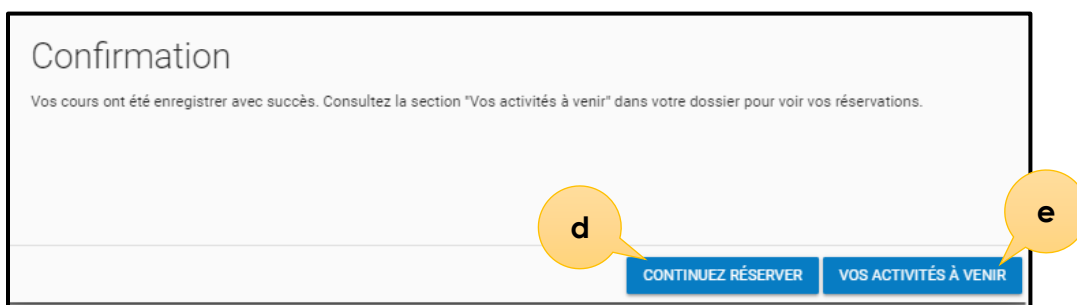 Confirmation
Vos cours ont été enregistrer avec succès. Consultez la section "Vos activités à venir" dans votre dossier pour voir vos réservations.
d
e
CONTINUEZ RÉSERVER
VOS ACTIVITÉS À VENIR